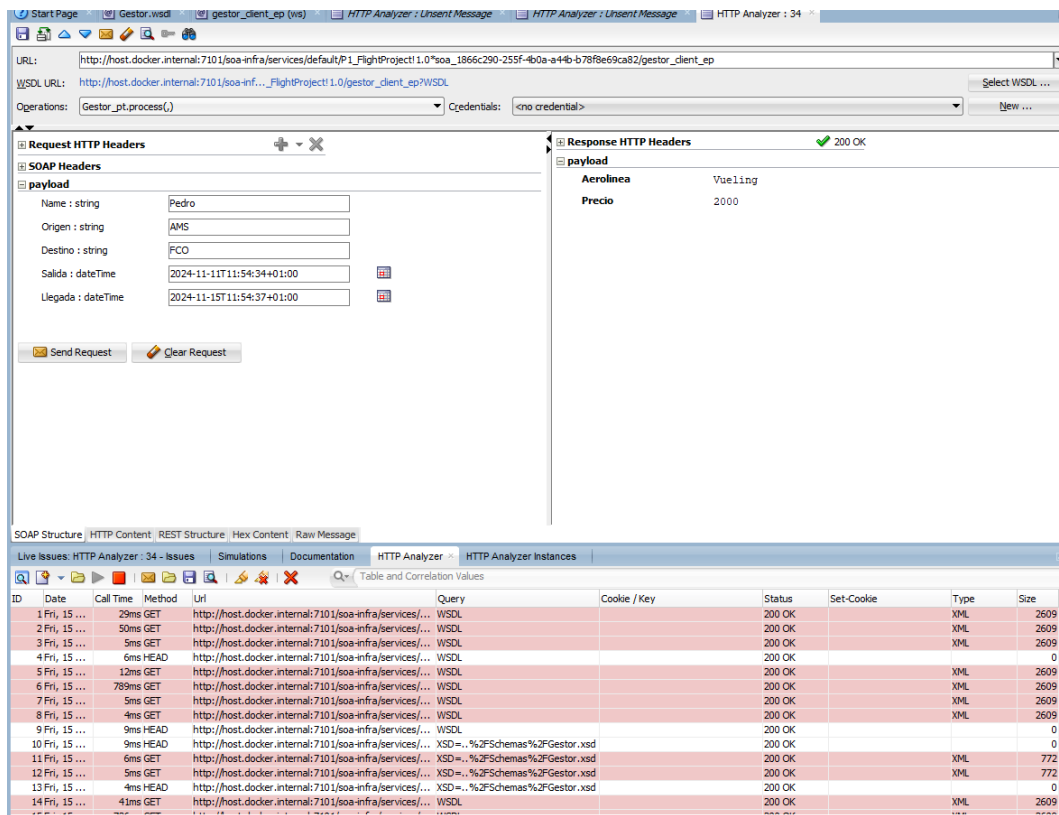 Start Page Gestor.wsdl gestor_client_ep (ws) HTTP Analyzer : Unsent Message HTTP Analyzer : Unsent Message HTTP Analyzer : 34
URL: http://host.docker.internal:7101/soa-infra/services/default/P1_FlightProject!1.0*soa_1866c290-255f-4b0a-a44b-b78f8e69ca82/gestor_client_ep
WSDL URL: http://host.docker.internal:7101/soa-inf..._FlightProject!1.0/gestor_client_ep?WSDL Select WSDL ...
Operations: Gestor_pt.process(,) Credentials: <no credential> New ...
Request HTTP Headers Response HTTP Headers 200 OK
SOAP Headers payload
payload Aerolinea Vueling
Name : string Pedro Precio 2000
Origen : string AMS
Destino : string FCO
Salida : dateTime 2024-11-11T11:54:34+01:00
Llegada : dateTime 2024-11-15T11:54:37+01:00
Send Request Clear Request
SOAP Structure HTTP Content REST Structure Hex Content Raw Message
Live Issues: HTTP Analyzer : 34 - Issues Simulations Documentation HTTP Analyzer HTTP Analyzer Instances
Table and Correlation Values
ID Date Call Time Method Url Query Cookie / Key Status Set-Cookie Type Size
1 Fri, 15 ... 29ms GET http://host.docker.internal:7101/soa-infra/services/... WSDL 200 OK XML 2609
2 Fri, 15 ... 50ms GET http://host.docker.internal:7101/soa-infra/services/... WSDL 200 OK XML 2609
3 Fri, 15 ... 5ms GET http://host.docker.internal:7101/soa-infra/services/... WSDL 200 OK XML 2609
4 Fri, 15 ... 6ms HEAD http://host.docker.internal:7101/soa-infra/services/... WSDL 200 OK 0
5 Fri, 15 ... 12ms GET http://host.docker.internal:7101/soa-infra/services/... WSDL 200 OK XML 2609
6 Fri, 15 ... 789ms GET http://host.docker.internal:7101/soa-infra/services/... WSDL 200 OK XML 2609
7 Fri, 15 ... 5ms GET http://host.docker.internal:7101/soa-infra/services/... WSDL 200 OK XML 2609
8 Fri, 15 ... 4ms GET http://host.docker.internal:7101/soa-infra/services/... WSDL 200 OK XML 2609
9 Fri, 15 ... 9ms HEAD http://host.docker.internal:7101/soa-infra/services/... WSDL 200 OK 0
10 Fri, 15 ... 9ms HEAD http://host.docker.internal:7101/soa-infra/services/... XSD=..%2FSchemas%2FGestor.xsd 200 OK 0
11 Fri, 15 ... 6ms GET http://host.docker.internal:7101/soa-infra/services/... XSD=..%2FSchemas%2FGestor.xsd 200 OK XML 772
12 Fri, 15 ... 5ms GET http://host.docker.internal:7101/soa-infra/services/... XSD=..%2FSchemas%2FGestor.xsd 200 OK XML 772
13 Fri, 15 ... 4ms HEAD http://host.docker.internal:7101/soa-infra/services/... XSD=..%2FSchemas%2FGestor.xsd 200 OK 0
14 Fri, 15 ... 41ms GET http://host.docker.internal:7101/soa-infra/services/... WSDL 200 OK XML 2609